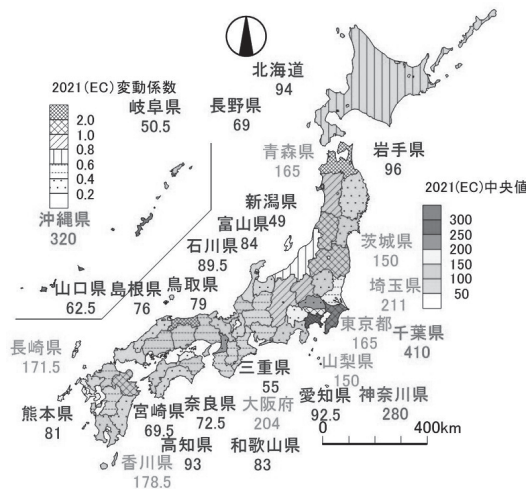 北海道
94
2021(EC)変動係数
2.0
1.0
0.8
0.6
0.4
0.2
岐阜県
50.5
長野県
69
青森県
165
岩手県
96
沖縄県
320
新潟県
49
富山県
84
石川県
89.5
2021(EC)中央値
300
250
200
150
100
50
茨城県
150
埼玉県
211
山口県
62.5
島根県
76
鳥取県
79
東京都
165
千葉県
410
長崎県
171.5
山梨県
150
三重県
55
愛知県
92.5
神奈川県
280
熊本県
81
宮崎県
69.5
奈良県
72.5
大阪府
204
高知県
93
和歌山県
83
400km
香川県
178.5